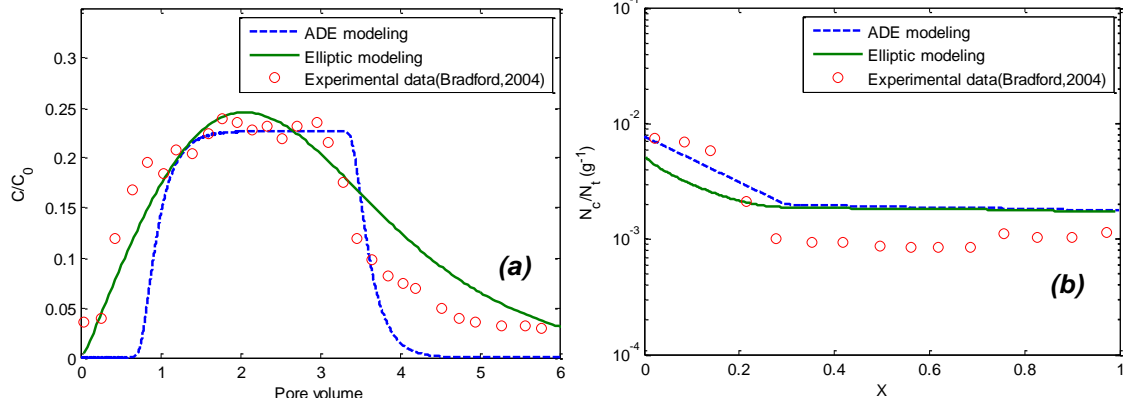 ADE modeling
Elliptic modeling
Experimental data(Bradford,2004)
0.3
0.25
0.2
0.15
0.1
0.05
0
C/C0
(a)
0 1 2 3 4 5 6
Pore volume
ADE modeling
Elliptic modeling
Experimental data(Bradford,2004)
10^-1
10^-2
10^-3
10^-4
Nc/Nt (g^-1)
(b)
0 0.2 0.4 0.6 0.8 1
X